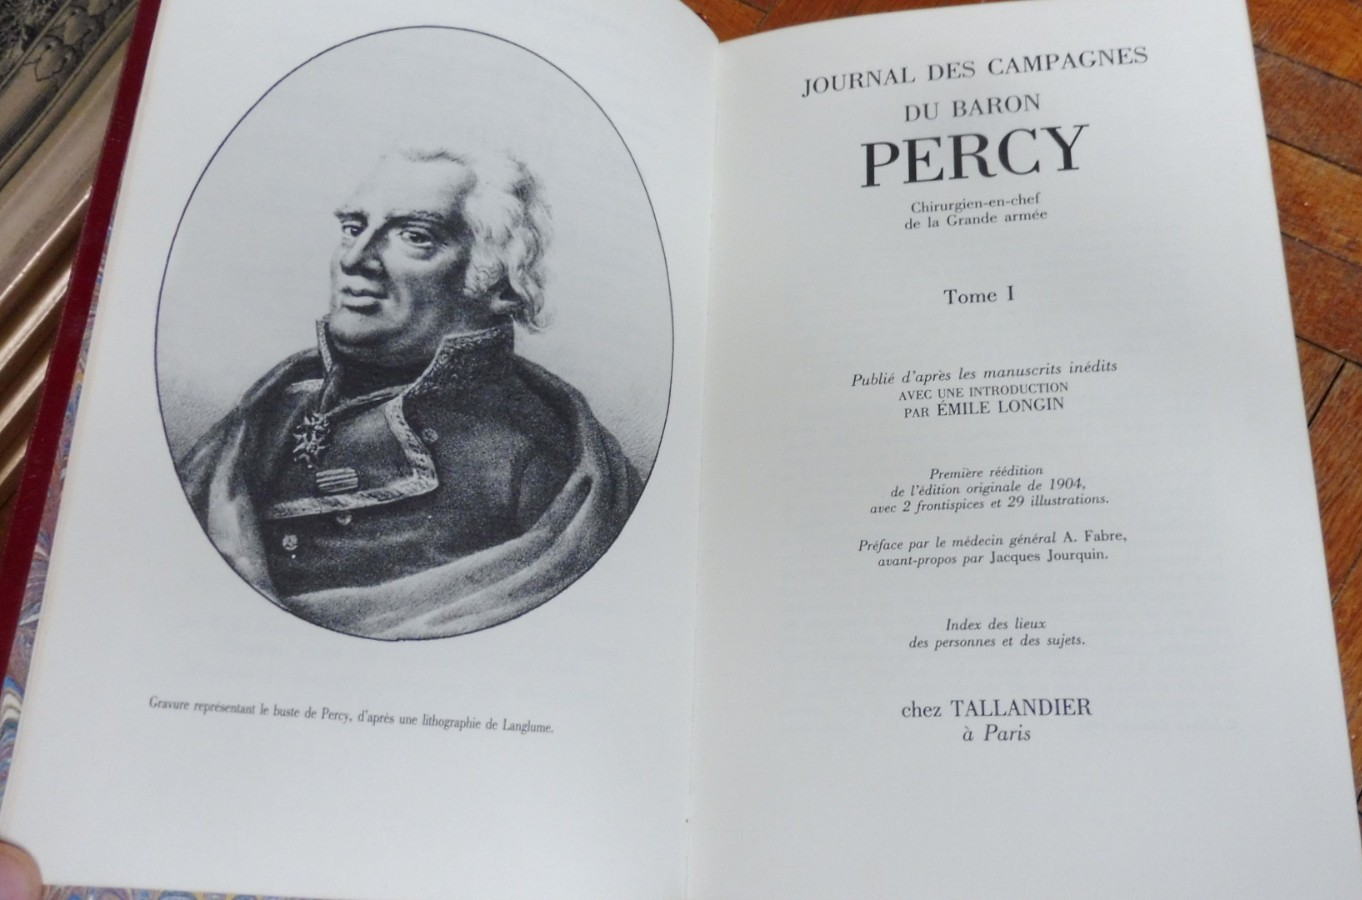 Gravure représentant le buste de Percy, d'après une lithographie de Langlume.
JOURNAL DES CAMPAGNES
DU BARON
PERCY
Chirurgien-en-chef
de la Grande armée
Tome I
Publié d'après les manuscrits inédits
AVEC UNE INTRODUCTION
PAR ÉMILE LONGIN
Première réédition
de l'édition originale de 1904,
avec 2 frontispices et 29 illustrations.
Préface par le médecin général A. Fabre,
avant-propos par Jacques Jourquin.
Index des lieux
des personnes et des sujets.
chez TALLANDIER
à Paris